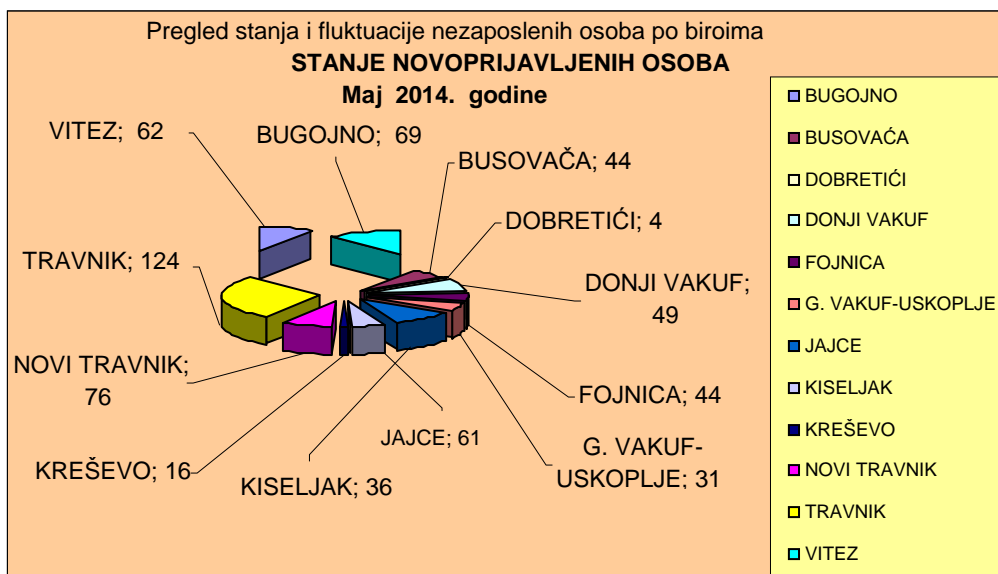 Pregled stanja i fluktuacije nezaposlenih osoba po biroima
STANJE NOVOPRIJAVLJENIH OSOBA
Maj 2014. godine
VITEZ; 62
BUGOJNO; 69
BUSOVAČA; 44
DOBRETIĆI; 4
DONJI VAKUF;
49
FOJNICA; 44
G. VAKUF-
USKOPLJE; 31
JAJCE; 61
KISELJAK; 36
KREŠEVO; 16
NOVI TRAVNIK;
76
TRAVNIK; 124
BUGOJNO
BUSOVAĆA
DOBRETIĆI
DONJI VAKUF
FOJNICA
G. VAKUF-USKOPLJE
JAJCE
KISELJAK
KREŠEVO
NOVI TRAVNIK
TRAVNIK
VITEZ